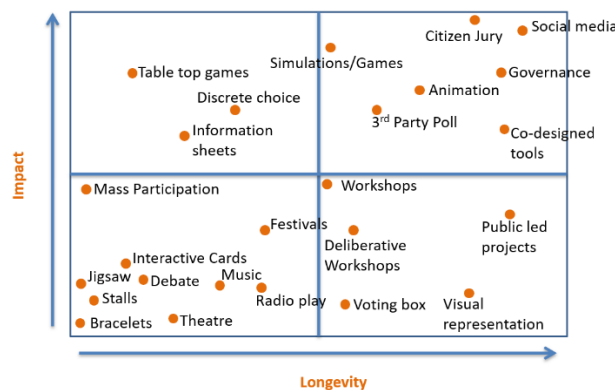 Citizen Jury
Social media
Simulations/Games
Table top games
Governance
Animation
Discrete choice
3rd Party Poll
Information
sheets
Co-designed
tools
Impact
Mass Participation
Workshops
Festivals
Public led
projects
Deliberative
Workshops
Interactive Cards
Jigsaw
Debate
Music
Radio play
Stalls
Voting box
Visual
representation
Bracelets
Theatre
Longevity